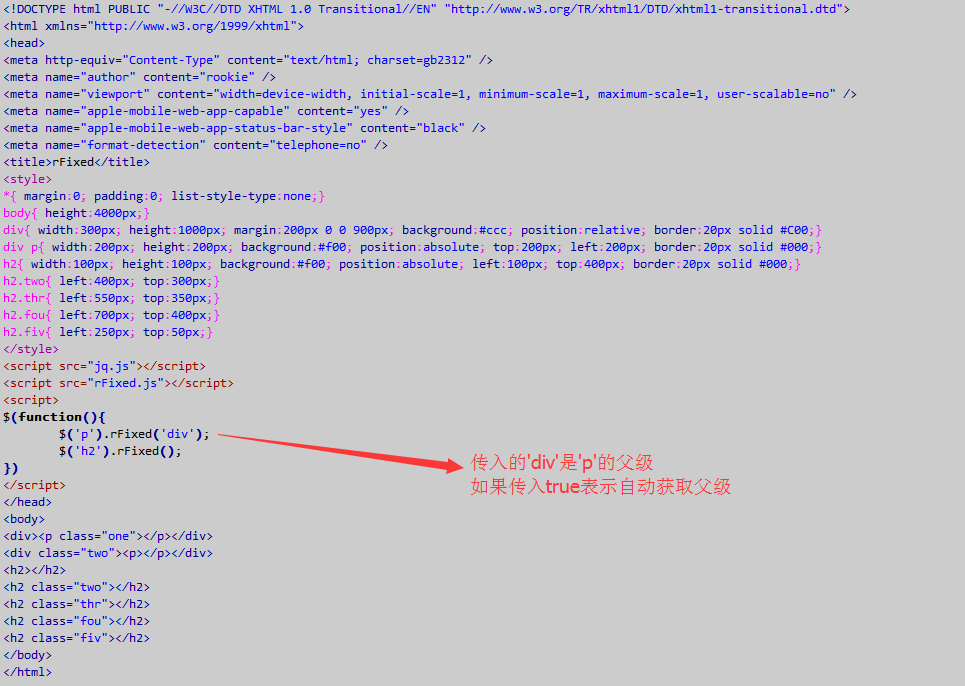 <!DOCTYPE html PUBLIC "-//W3C//DTD XHTML 1.0 Transitional//EN" "http://www.w3.org/TR/xhtml1/DTD/xhtml1-transitional.dtd">
<html xmlns="http://www.w3.org/1999/xhtml">
<head>
<meta http-equiv="Content-Type" content="text/html; charset=gb2312" />
<meta name="author" content="rookie" />
<meta name="viewport" content="width=device-width, initial-scale=1, minimum-scale=1, maximum-scale=1, user-scalable=no" />
<meta name="apple-mobile-web-app-capable" content="yes" />
<meta name="apple-mobile-web-app-status-bar-style" content="black" />
<meta name="format-detection" content="telephone=no" />
<title>rFixed</title>
<style>
*{ margin:0; padding:0; list-style-type:none;}
body{ height:4000px;}
div{ width:300px; height:1000px; margin:200px 0 0 900px; background:#ccc; position:relative; border:20px solid #C00;}
div p{ width:200px; height:200px; background:#f00; position:absolute; top:200px; left:200px; border:20px solid #000;}
h2{ width:100px; height:100px; background:#f00; position:absolute; left:100px; top:400px; border:20px solid #000;}
h2.two{ left:400px; top:300px;}
h2.thr{ left:550px; top:350px;}
h2.fou{ left:700px; top:400px;}
h2.fiv{ left:250px; top:50px;}
</style>
<script src="jq.js"></script>
<script src="rFixed.js"></script>
<script>
$(function(){
$('p').rFixed('div');
$('h2').rFixed();
})
传入的'div'是'p'的父级
如果传入true表示自动获取父级
</script>
</head>
<body>
<div><p class="one"></p></div>
<div class="two"><p></p></div>
<h2></h2>
<h2 class="two"></h2>
<h2 class="thr"></h2>
<h2 class="fou"></h2>
<h2 class="fiv"></h2>
</body>
</html>